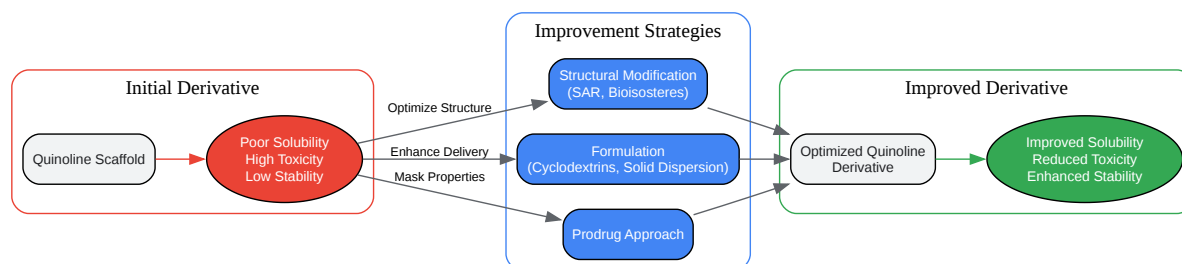 Initial Derivative
Quinoline Scaffold
Poor Solubility
High Toxicity
Low Stability
Optimize Structure
Enhance Delivery
Mask Properties
Improvement Strategies
Structural Modification
(SAR, Bioisosteres)
Formulation
(Cyclodextrins, Solid Dispersion)
Prodrug Approach
Improved Derivative
Optimized Quinoline
Derivative
Improved Solubility
Reduced Toxicity
Enhanced Stability